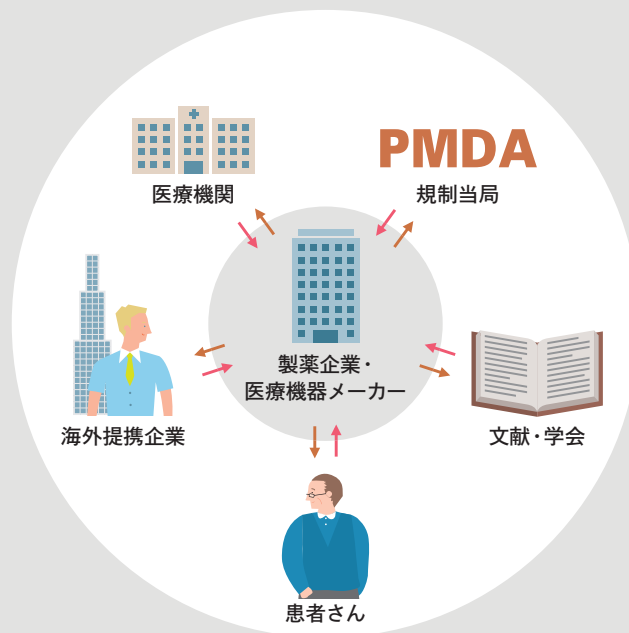 PMDA
医療機関
規制当局
製薬企業・
医療機器メーカー
海外提携企業
文献・学会
患者さん